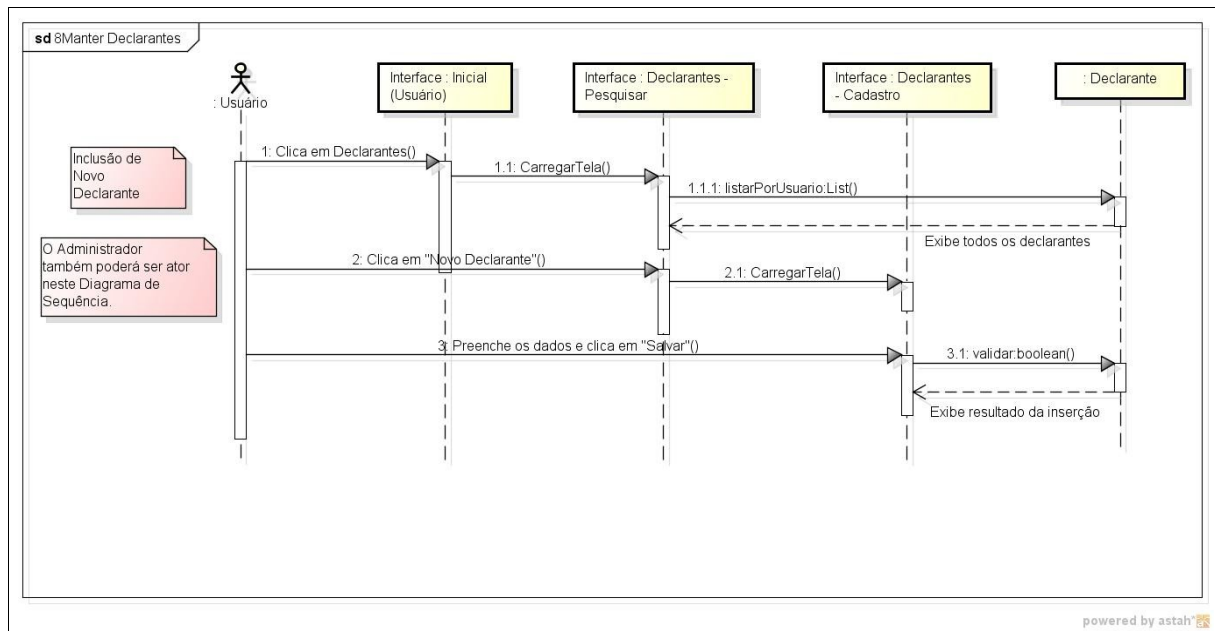 sd 8Manter Declarantes
: Usuário
Interface : Inicial
(Usuário)
Interface : Declarantes -
Pesquisar
Interface : Declarantes
- Cadastro
: Declarante
Inclusão de
Novo
Declarante
1: Clica em Declarantes()
1.1: CarregarTela()
1.1.1: listarPorUsuario:List()
Exibe todos os declarantes
O Administrador
também poderá ser ator
neste Diagrama de
Sequência.
2: Clica em "Novo Declarante"()
2.1: CarregarTela()
3: Preenche os dados e clica em "Salvar"()
3.1: validar:boolean()
Exibe resultado da inserção
powered by astah*